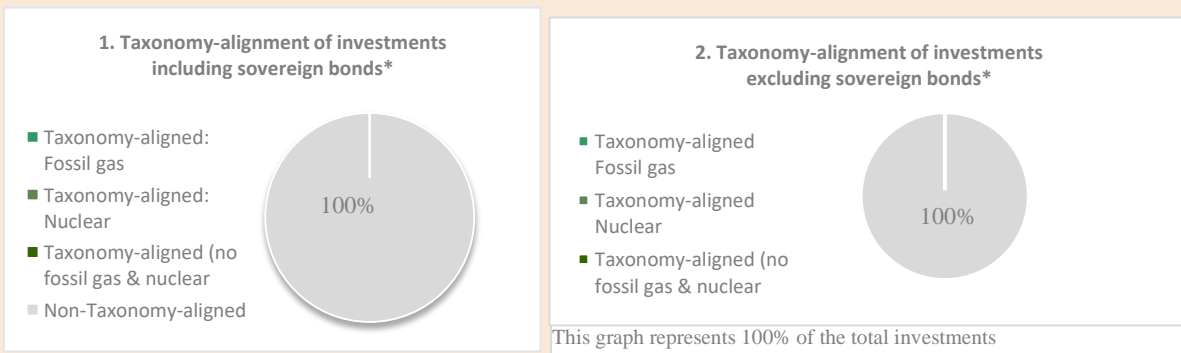 1. Taxonomy-alignment of investments
including sovereign bonds*
Taxonomy-aligned:
Fossil gas
Taxonomy-aligned:
Nuclear
Taxonomy-aligned (no
fossil gas & nuclear
Non-Taxonomy-aligned
100%
2. Taxonomy-alignment of investments
excluding sovereign bonds*
Taxonomy-aligned
Fossil gas
Taxonomy-aligned
Nuclear
Taxonomy-aligned (no
fossil gas & nuclear
100%
This graph represents 100% of the total investments